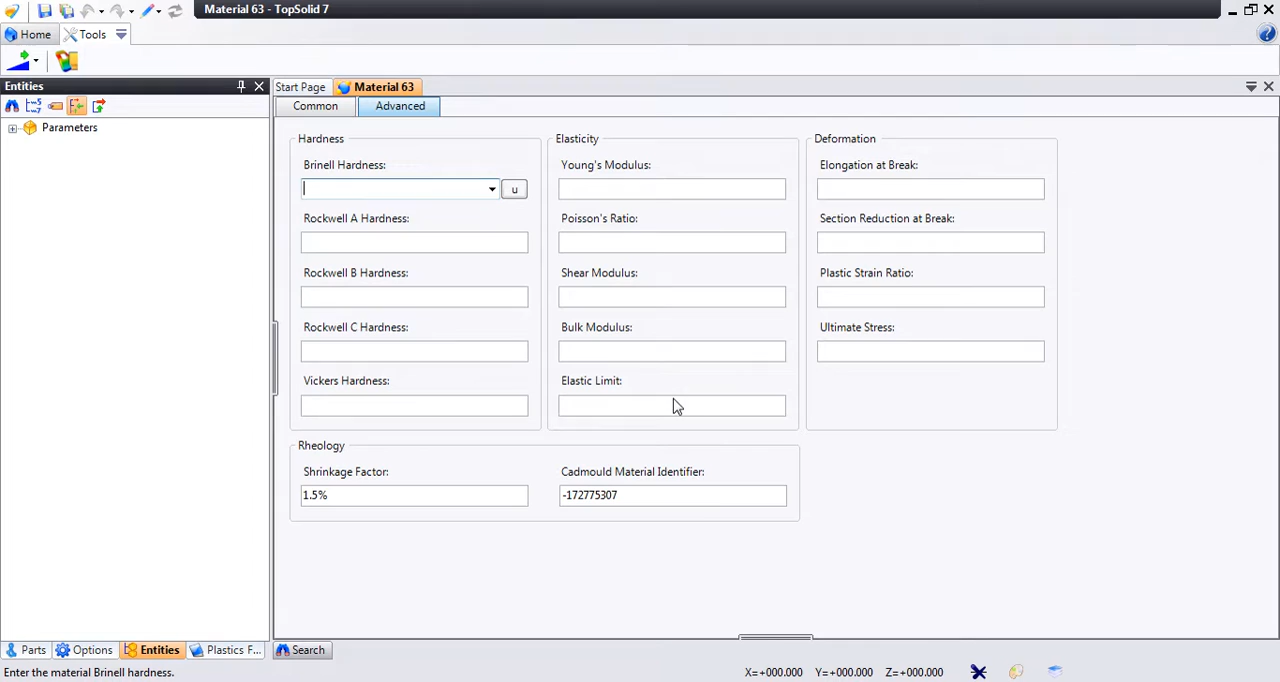 Material 63 - TopSolid 7
Home
Tools
Entities
Start Page
Material 63
Parameters
Common
Advanced
Hardness
Brinell Hardness:
u
Rockwell A Hardness:
Rockwell B Hardness:
Rockwell C Hardness:
Vickers Hardness:
Elasticity
Young's Modulus:
Poisson's Ratio:
Shear Modulus:
Bulk Modulus:
Elastic Limit:
Deformation
Elongation at Break:
Section Reduction at Break:
Plastic Strain Ratio:
Ultimate Stress:
Rheology
Shrinkage Factor:
1.5%
Cadmould Material Identifier:
-172775307
Parts
Options
Entities
Plastics F...
Search
Enter the material Brinell hardness.
X=+000.000 Y=+000.000 Z=+000.000